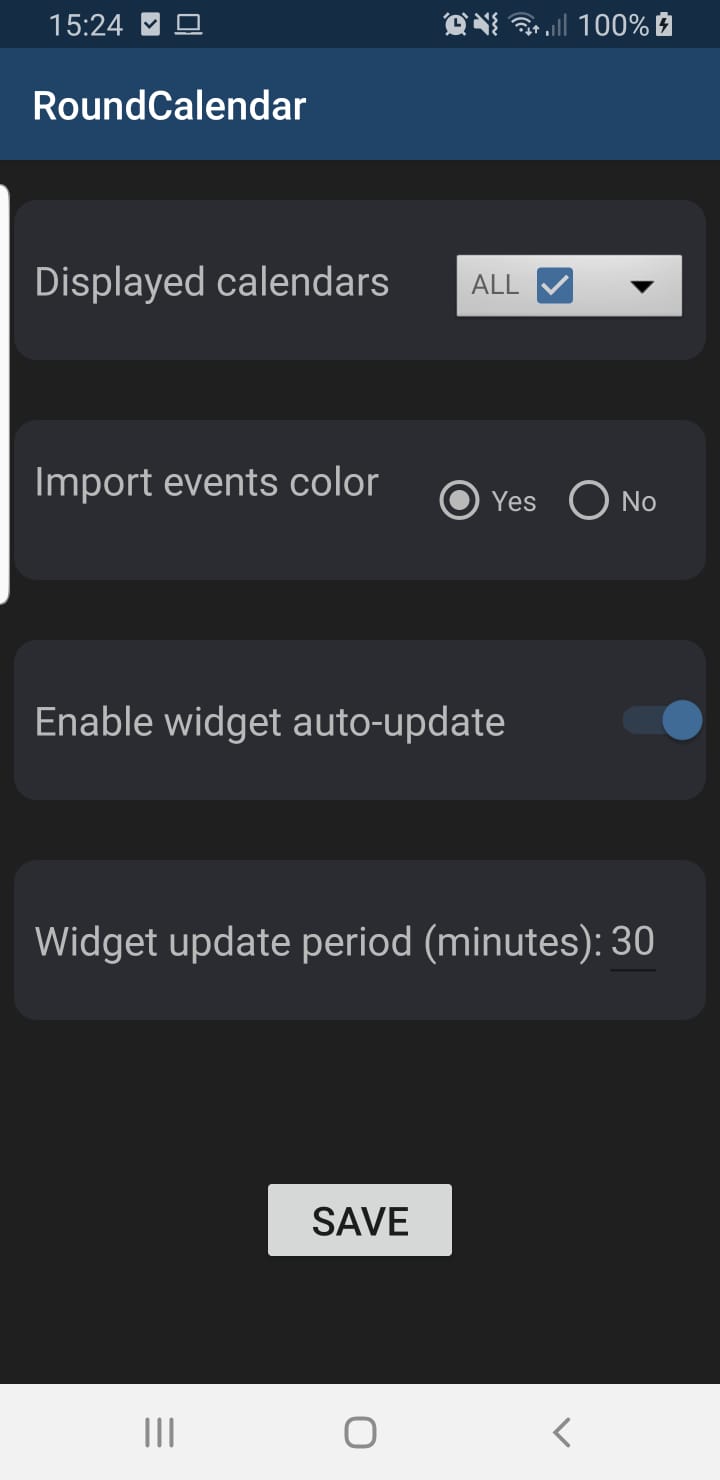 15:24 100%
RoundCalendar
Displayed calendars ALL
Import events color Yes No
Enable widget auto-update
Widget update period (minutes): 30
SAVE